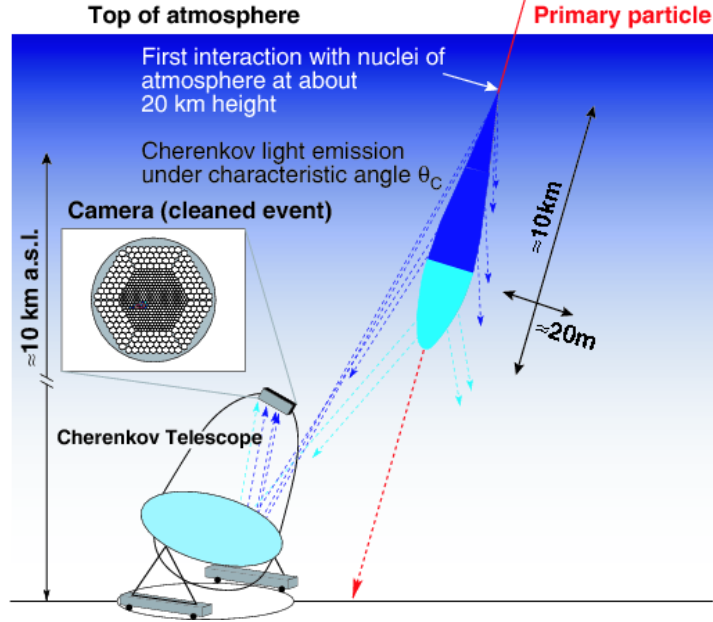 Top of atmosphere
Primary particle
First interaction with nuclei of
atmosphere at about
20 km height
Cherenkov light emission
under characteristic angle θC
Camera (cleaned event)
≈10 km a.s.l.
≈10km
≈20m
Cherenkov Telescope